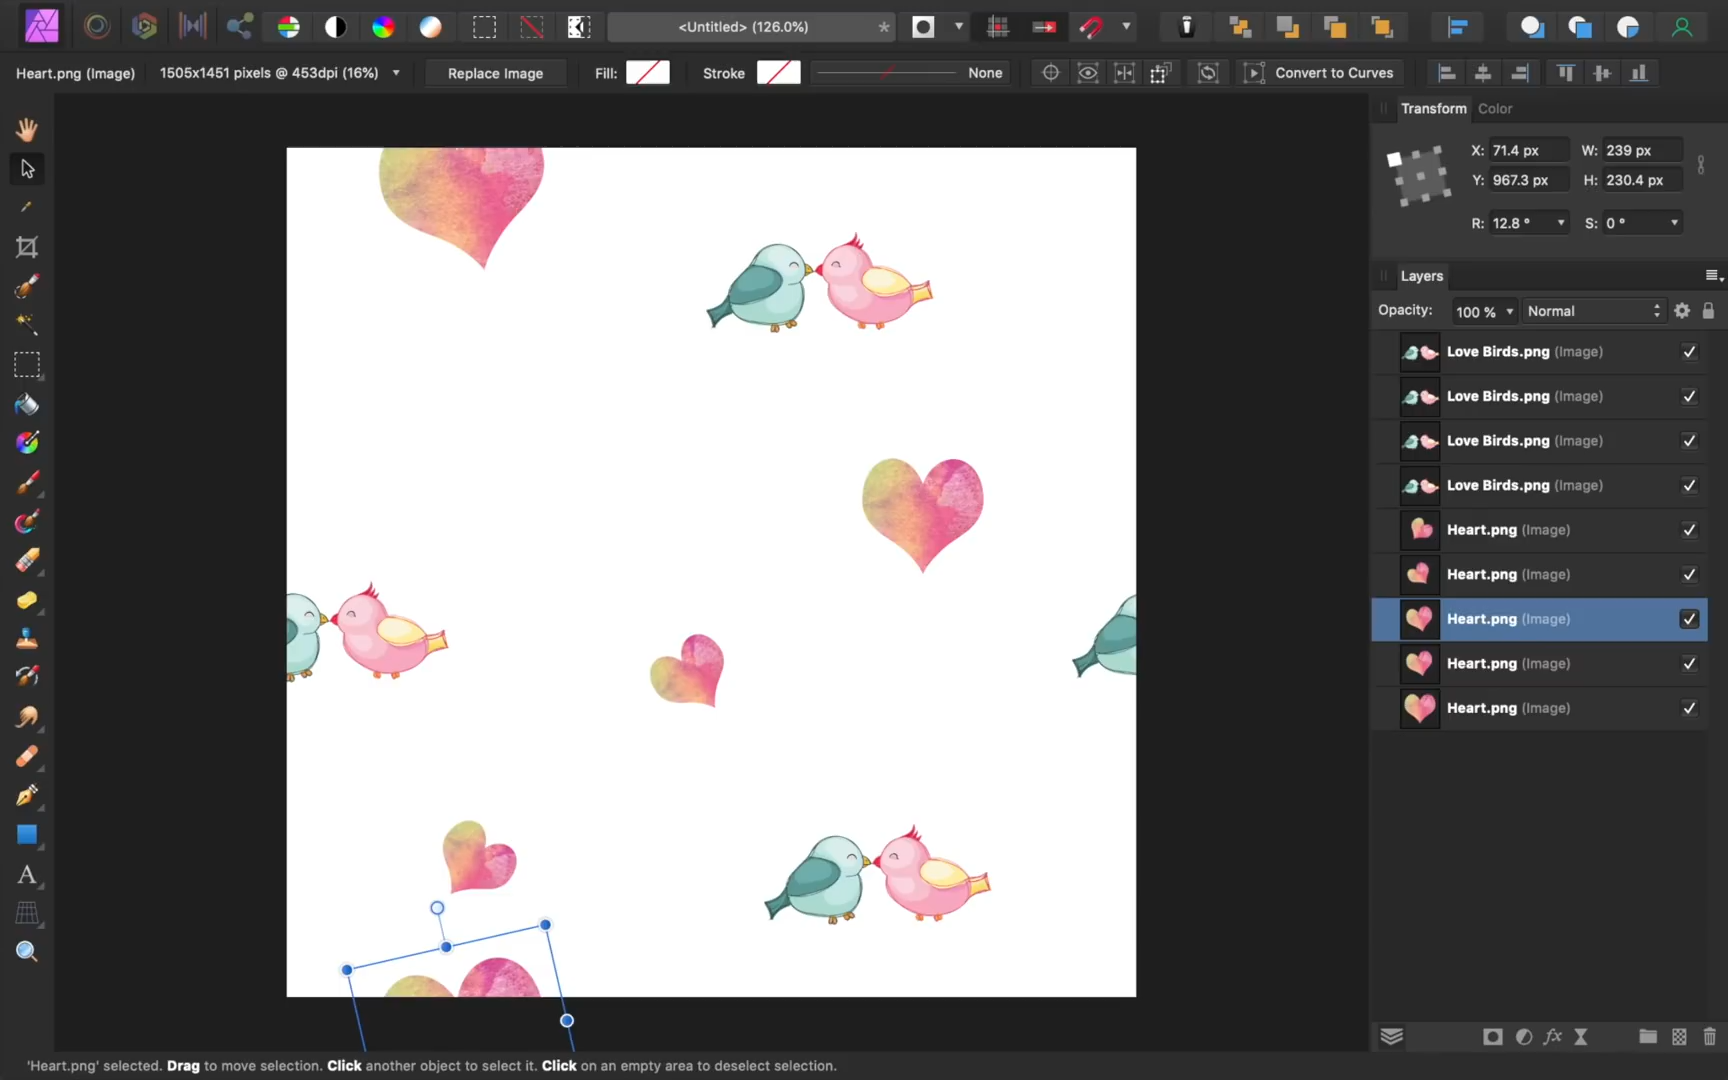 <Untitled> (126.0%)
*
Heart.png (Image)
1505x1451 pixels @ 453dpi (16%)
Replace Image
Fill:
Stroke
None
Convert to Curves
Transform
Color
X: 71.4 px
W: 239 px
Y: 967.3 px
H: 230.4 px
R: 12.8 °
S: 0 °
Layers
Opacity: 100 %
Normal
Love Birds.png (Image)
Love Birds.png (Image)
Love Birds.png (Image)
Love Birds.png (Image)
Heart.png (Image)
Heart.png (Image)
Heart.png (Image)
Heart.png (Image)
Heart.png (Image)
A
fx
'Heart.png' selected. Drag to move selection. Click another object to select it. Click on an empty area to deselect selection.